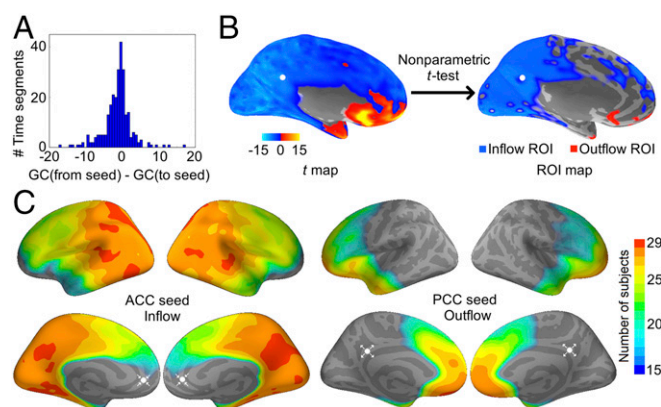 A
# Time segments
40
20
0
-20
-10
0
10
20
GC(from seed) - GC(to seed)
B
Nonparametric
t-test
-15
0
15
t map
Inflow ROI
Outflow ROI
ROI map
C
ACC seed
Inflow
PCC seed
Outflow
29
25
20
15
Number of subjects